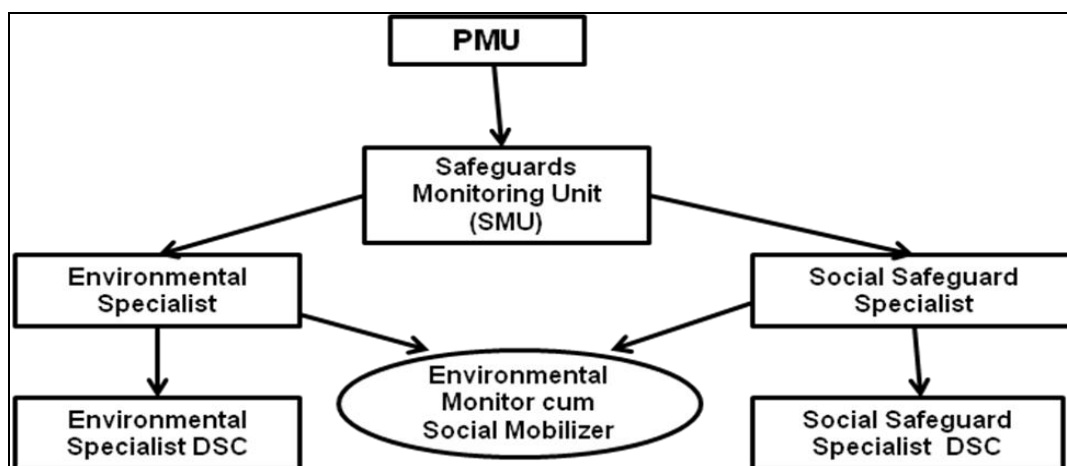 PMU
Safeguards
Monitoring Unit
(SMU)
Environmental
Specialist
Social Safeguard
Specialist
Environmental
Monitor cum
Social Mobilizer
Environmental
Specialist DSC
Social Safeguard
Specialist DSC